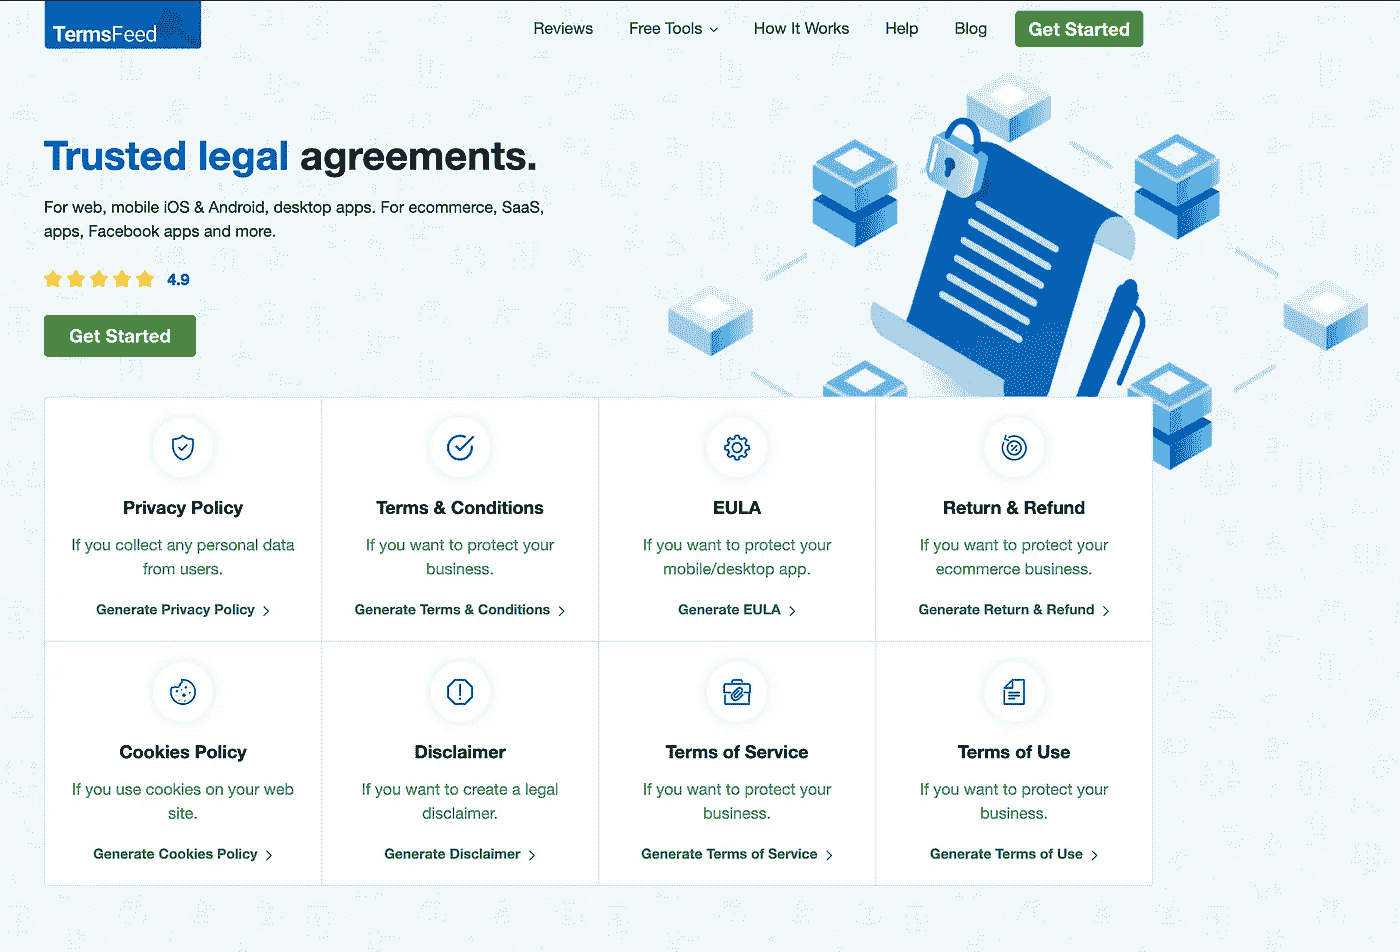 TermsFeed
Reviews
Free Tools
How It Works
Help
Blog
Get Started
Trusted legal agreements.
For web, mobile iOS & Android, desktop apps. For ecommerce, SaaS,
apps, Facebook apps and more.
4.9
Get Started
Privacy Policy
If you collect any personal data
from users.
Generate Privacy Policy
Terms & Conditions
If you want to protect your
business.
Generate Terms & Conditions
EULA
If you want to protect your
mobile/desktop app.
Generate EULA
Return & Refund
If you want to protect your
ecommerce business.
Generate Return & Refund
Cookies Policy
If you use cookies on your web
site.
Generate Cookies Policy
Disclaimer
If you want to create a legal
disclaimer.
Generate Disclaimer
Terms of Service
If you want to protect your
business.
Generate Terms of Service
Terms of Use
If you want to protect your
business.
Generate Terms of Use